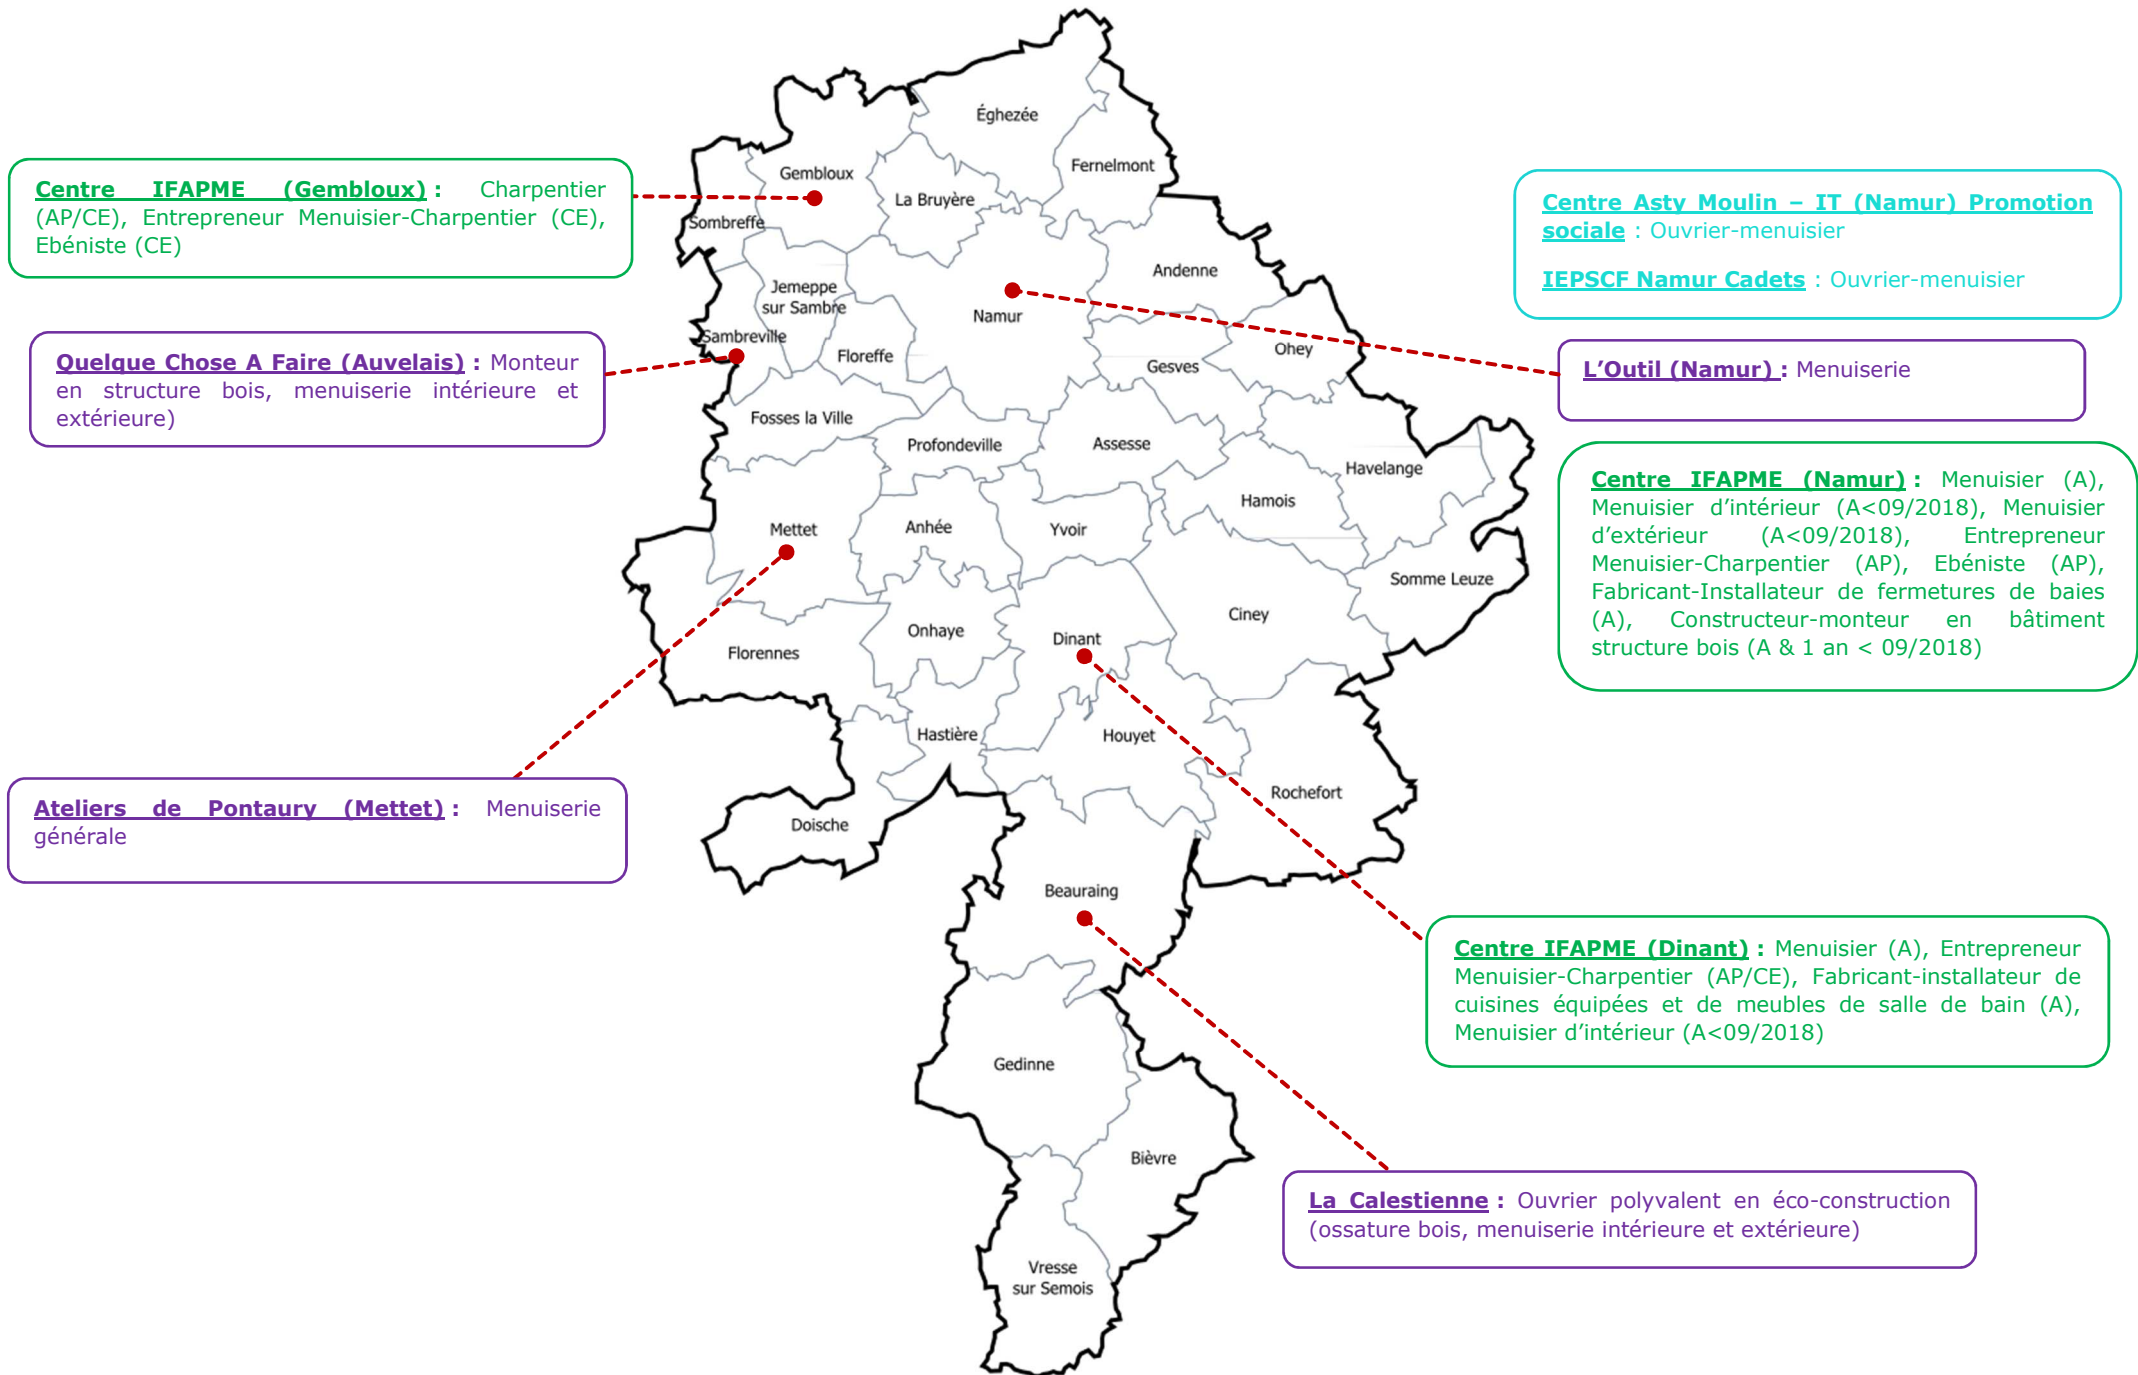 Éghezée
Fernelmont
Gembloux
La Bruyère
Sombreffe
Andenne
Jemeppe
sur Sambre
Namur
Sambreville
Floreffe
Ohey
Gesves
Fosses la Ville
Profondeville
Assesse
Havelange
Hamois
Mettet
Anhée
Yvoir
Somme Leuze
Ciney
Onhaye
Dinant
Florennes
Hastière
Houyet
Rochefort
Doische
Beauraing
Gedinne
Bièvre
Vresse
sur Semois
Centre IFAPME (Gembloux) : Charpentier
(AP/CE), Entrepreneur Menuisier-Charpentier (CE),
Ebéniste (CE)
Quelque Chose A Faire (Auvelais) : Monteur
en structure bois, menuiserie intérieure et
extérieure)
Ateliers de Pontaury (Mettet) : Menuiserie
générale
Centre Asty Moulin – IT (Namur) Promotion
sociale : Ouvrier-menuisier
IEPSCF Namur Cadets : Ouvrier-menuisier
L’Outil (Namur) : Menuiserie
Centre IFAPME (Namur) : Menuisier (A),
Menuisier d’intérieur (A<09/2018), Menuisier
d’extérieur (A<09/2018), Entrepreneur
Menuisier-Charpentier (AP), Ebéniste (AP),
Fabricant-Installateur de fermetures de baies
(A), Constructeur-monteur en bâtiment
structure bois (A & 1 an < 09/2018)
Centre IFAPME (Dinant) : Menuisier (A), Entrepreneur
Menuisier-Charpentier (AP/CE), Fabricant-installateur de
cuisines équipées et de meubles de salle de bain (A),
Menuisier d’intérieur (A<09/2018)
La Calestienne : Ouvrier polyvalent en éco-construction
(ossature bois, menuiserie intérieure et extérieure)